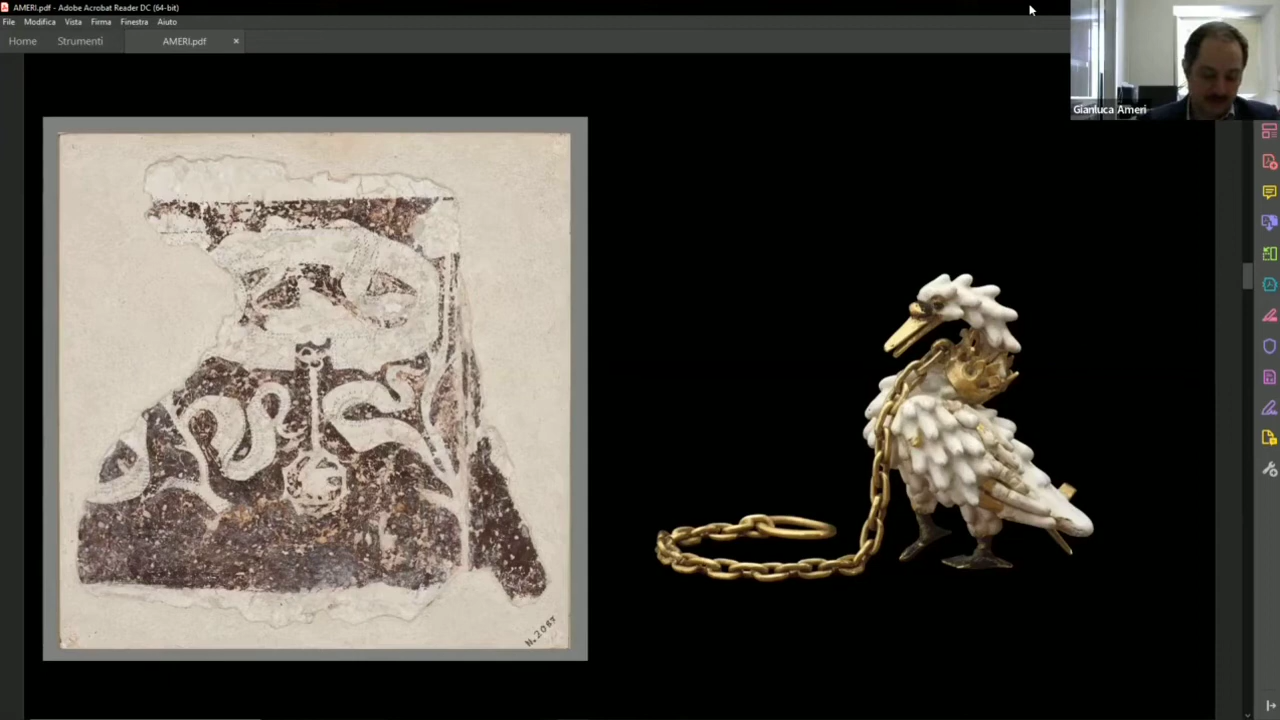 AMERI.pdf - Adobe Acrobat Reader DC (64-bit)
File Modifica Vista Firma Finestra Aiuto
Home Strumenti AMERI.pdf ×
Gianluca Ameri
N. 2087